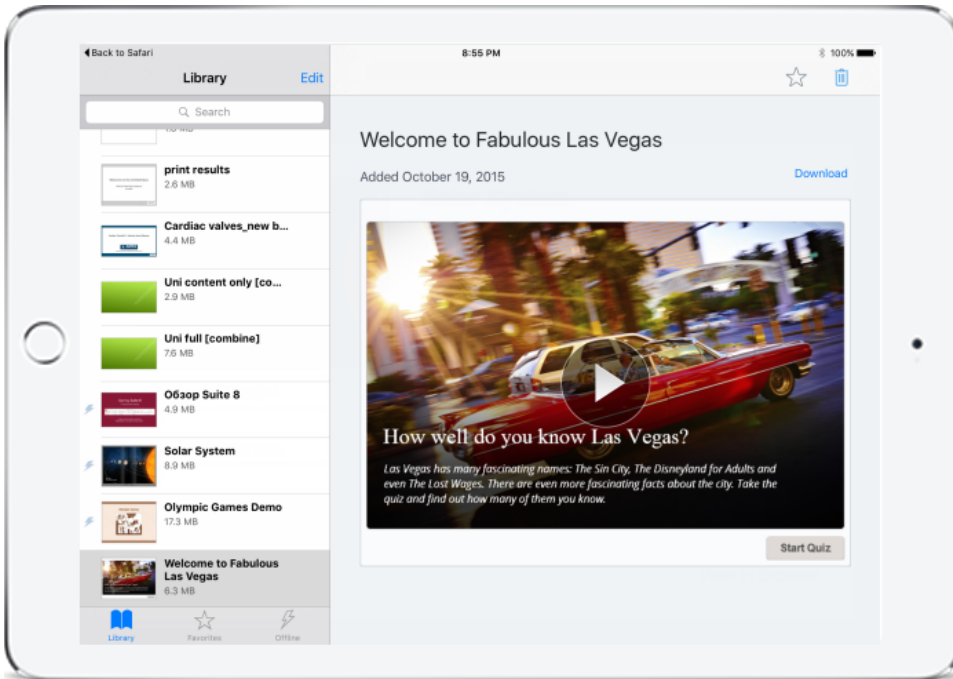 Back to Safari
8:55 PM
100%
Library
Edit
Search
print results
2.6 MB
Cardiac valves_new b...
4.4 MB
Uni content only [co...
2.9 MB
Uni full [combine]
7.6 MB
Обзор Suite 8
4.9 MB
Solar System
8.9 MB
Olympic Games Demo
17.3 MB
Welcome to Fabulous
Las Vegas
6.3 MB
Library
Favorites
Offline
Welcome to Fabulous Las Vegas
Added October 19, 2015
Download
How well do you know Las Vegas?
Las Vegas has many fascinating names: The Sin City, The Disneyland for Adults and
even The Lost Wages. There are even more fascinating facts about the city. Take the
quiz and find out how many of them you know.
Start Quiz